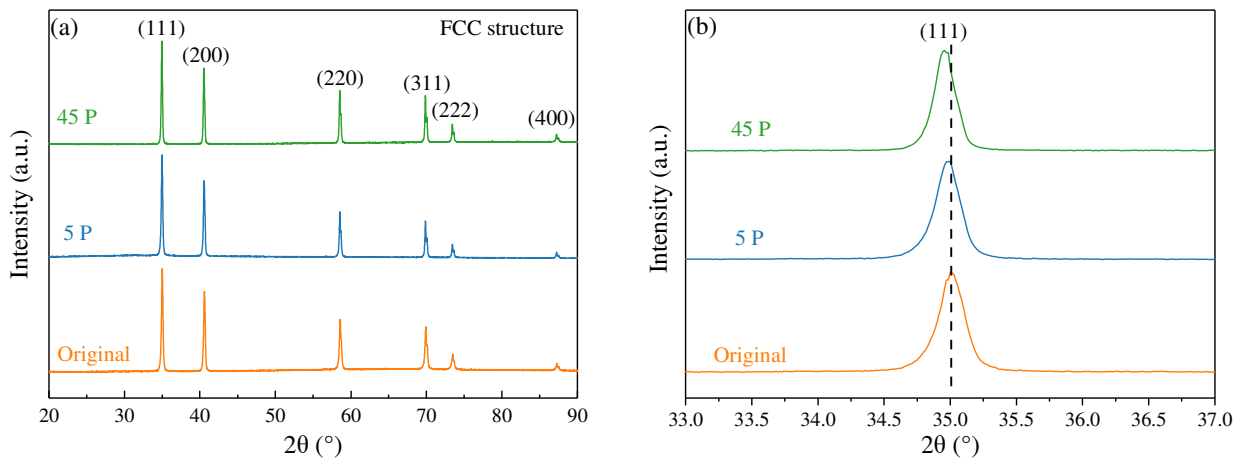 (a)
FCC structure
(111)
(200)
(220)
(311)
(222)
(400)
45 P
5 P
Original
Intensity (a.u.)
20 30 40 50 60 70 80 90
2θ (°)
(b)
(111)
45 P
5 P
Original
Intensity (a.u.)
33.0 33.5 34.0 34.5 35.0 35.5 36.0 36.5 37.0
2θ (°)